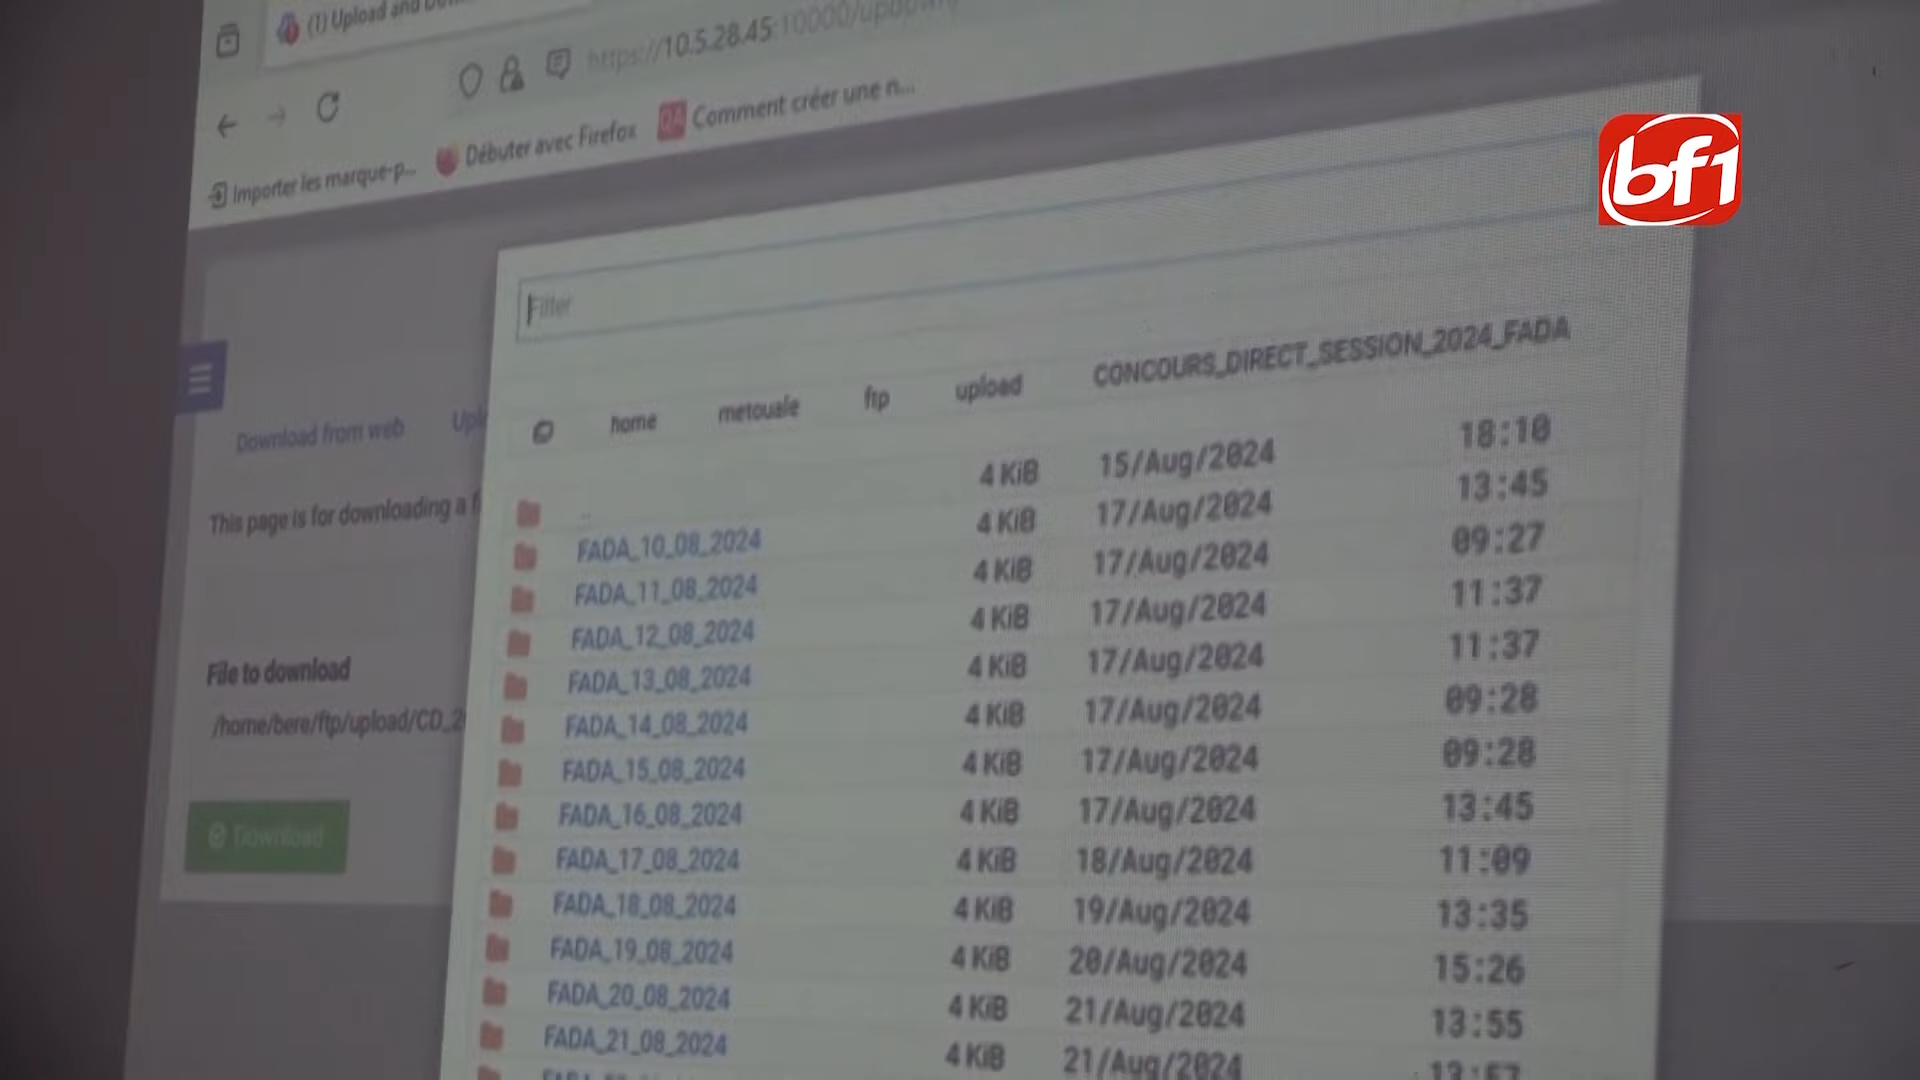 (1) Upload and
https://10.5.28.45:10000/updown/
Importer les marque-p... Débuter avec Firefox Comment créer une n...
bf1
Filter
home metouale ftp upload CONCOURS_DIRECT_SESSION_2024_FADA
Download from web
This page is for downloading a
File to download
/home/bere/ftp/upload/CD_2
Download
.. 4 KiB 15/Aug/2024 18:10
FADA_10_08_2024 4 KiB 17/Aug/2024 13:45
FADA_11_08_2024 4 KiB 17/Aug/2024 09:27
FADA_12_08_2024 4 KiB 17/Aug/2024 11:37
FADA_13_08_2024 4 KiB 17/Aug/2024 11:37
FADA_14_08_2024 4 KiB 17/Aug/2024 09:28
FADA_15_08_2024 4 KiB 17/Aug/2024 09:28
FADA_16_08_2024 4 KiB 17/Aug/2024 13:45
FADA_17_08_2024 4 KiB 18/Aug/2024 11:09
FADA_18_08_2024 4 KiB 19/Aug/2024 13:35
FADA_19_08_2024 4 KiB 20/Aug/2024 15:26
FADA_20_08_2024 4 KiB 21/Aug/2024 13:55
FADA_21_08_2024 4 KiB 21/Aug/2024 13:57